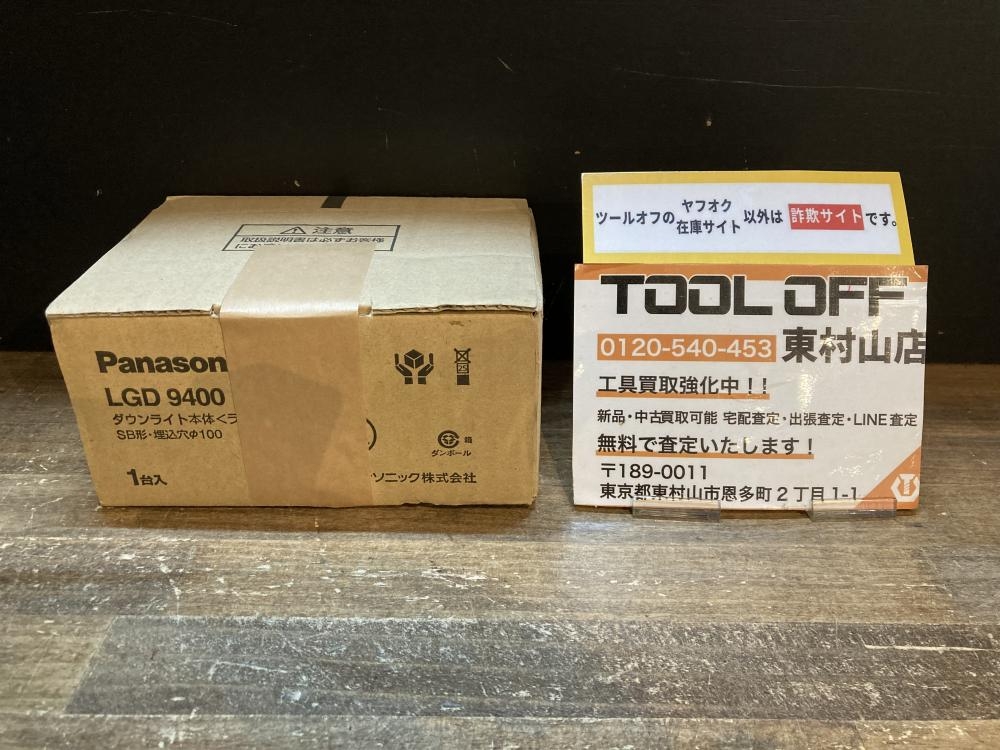 ⚠ 注意
取扱説明書は必ずお客様
にお
Panason
LGD 9400
ダウンライト本体<ラ
SB形・埋込穴φ100
1台入
箱
ダンボール
ソニック株式会社
ツールオフの ヤフオク 在庫サイト 以外は 詐欺サイト です。
TOOL OFF
0120-540-453 東村山店
工具買取強化中！！
新品・中古買取可能 宅配査定・出張査定・LINE査定
無料で査定いたします！
〒189-0011
東京都東村山市恩多町2丁目1-1